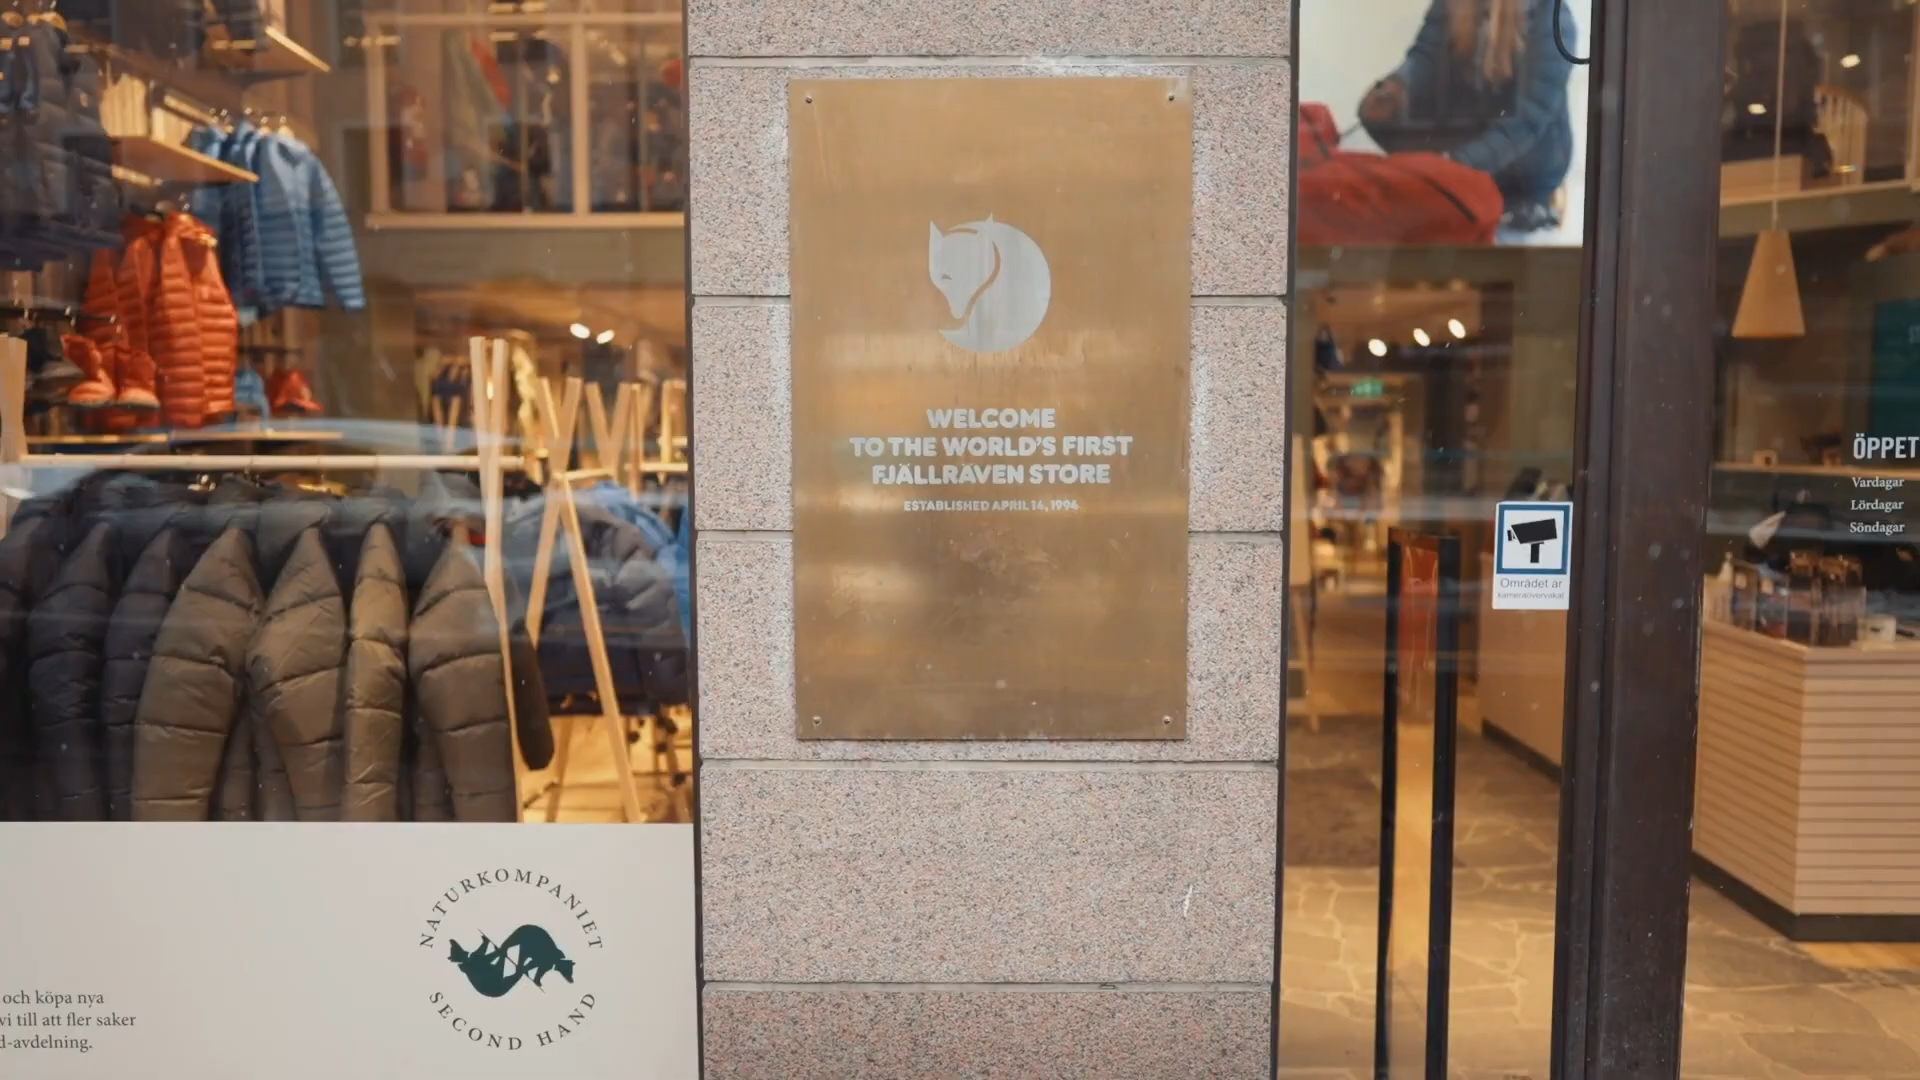 WELCOME
TO THE WORLD'S FIRST
FJÄLLRÄVEN STORE
ESTABLISHED APRIL 14, 1994
ÖPPET
Vardagar
Lördagar
Söndagar
Området är
kameraövervakat
NATURKOMPANIET
SECOND HAND
och köpa nya
vi till att fler saker
d-avdelning.